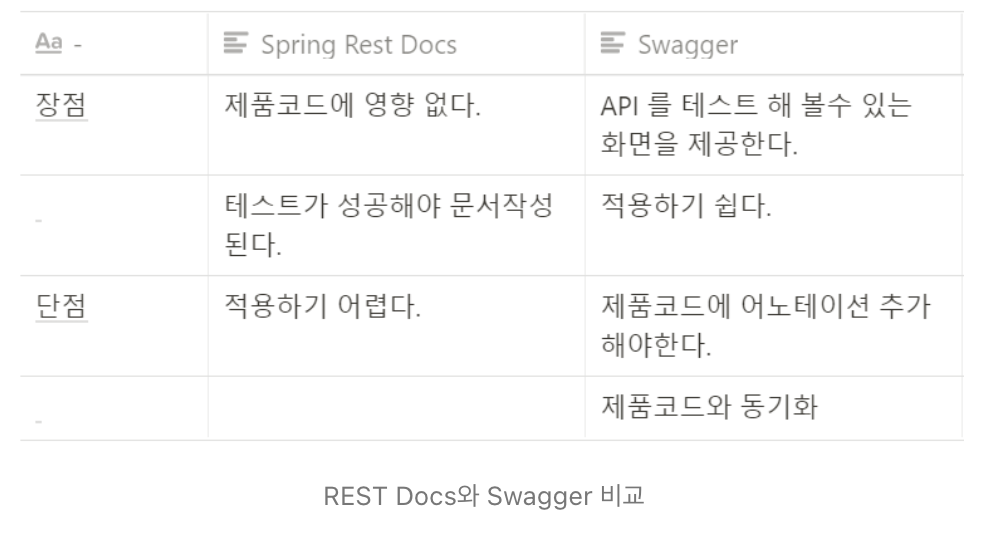 Aa - Spring Rest Docs Swagger
장점 제품코드에 영향 없다. API 를 테스트 해 볼수 있는
화면을 제공한다.
- 테스트가 성공해야 문서작성 적용하기 쉽다.
된다.
단점 적용하기 어렵다. 제품코드에 어노테이션 추가
해야한다.
- 제품코드와 동기화
REST Docs와 Swagger 비교